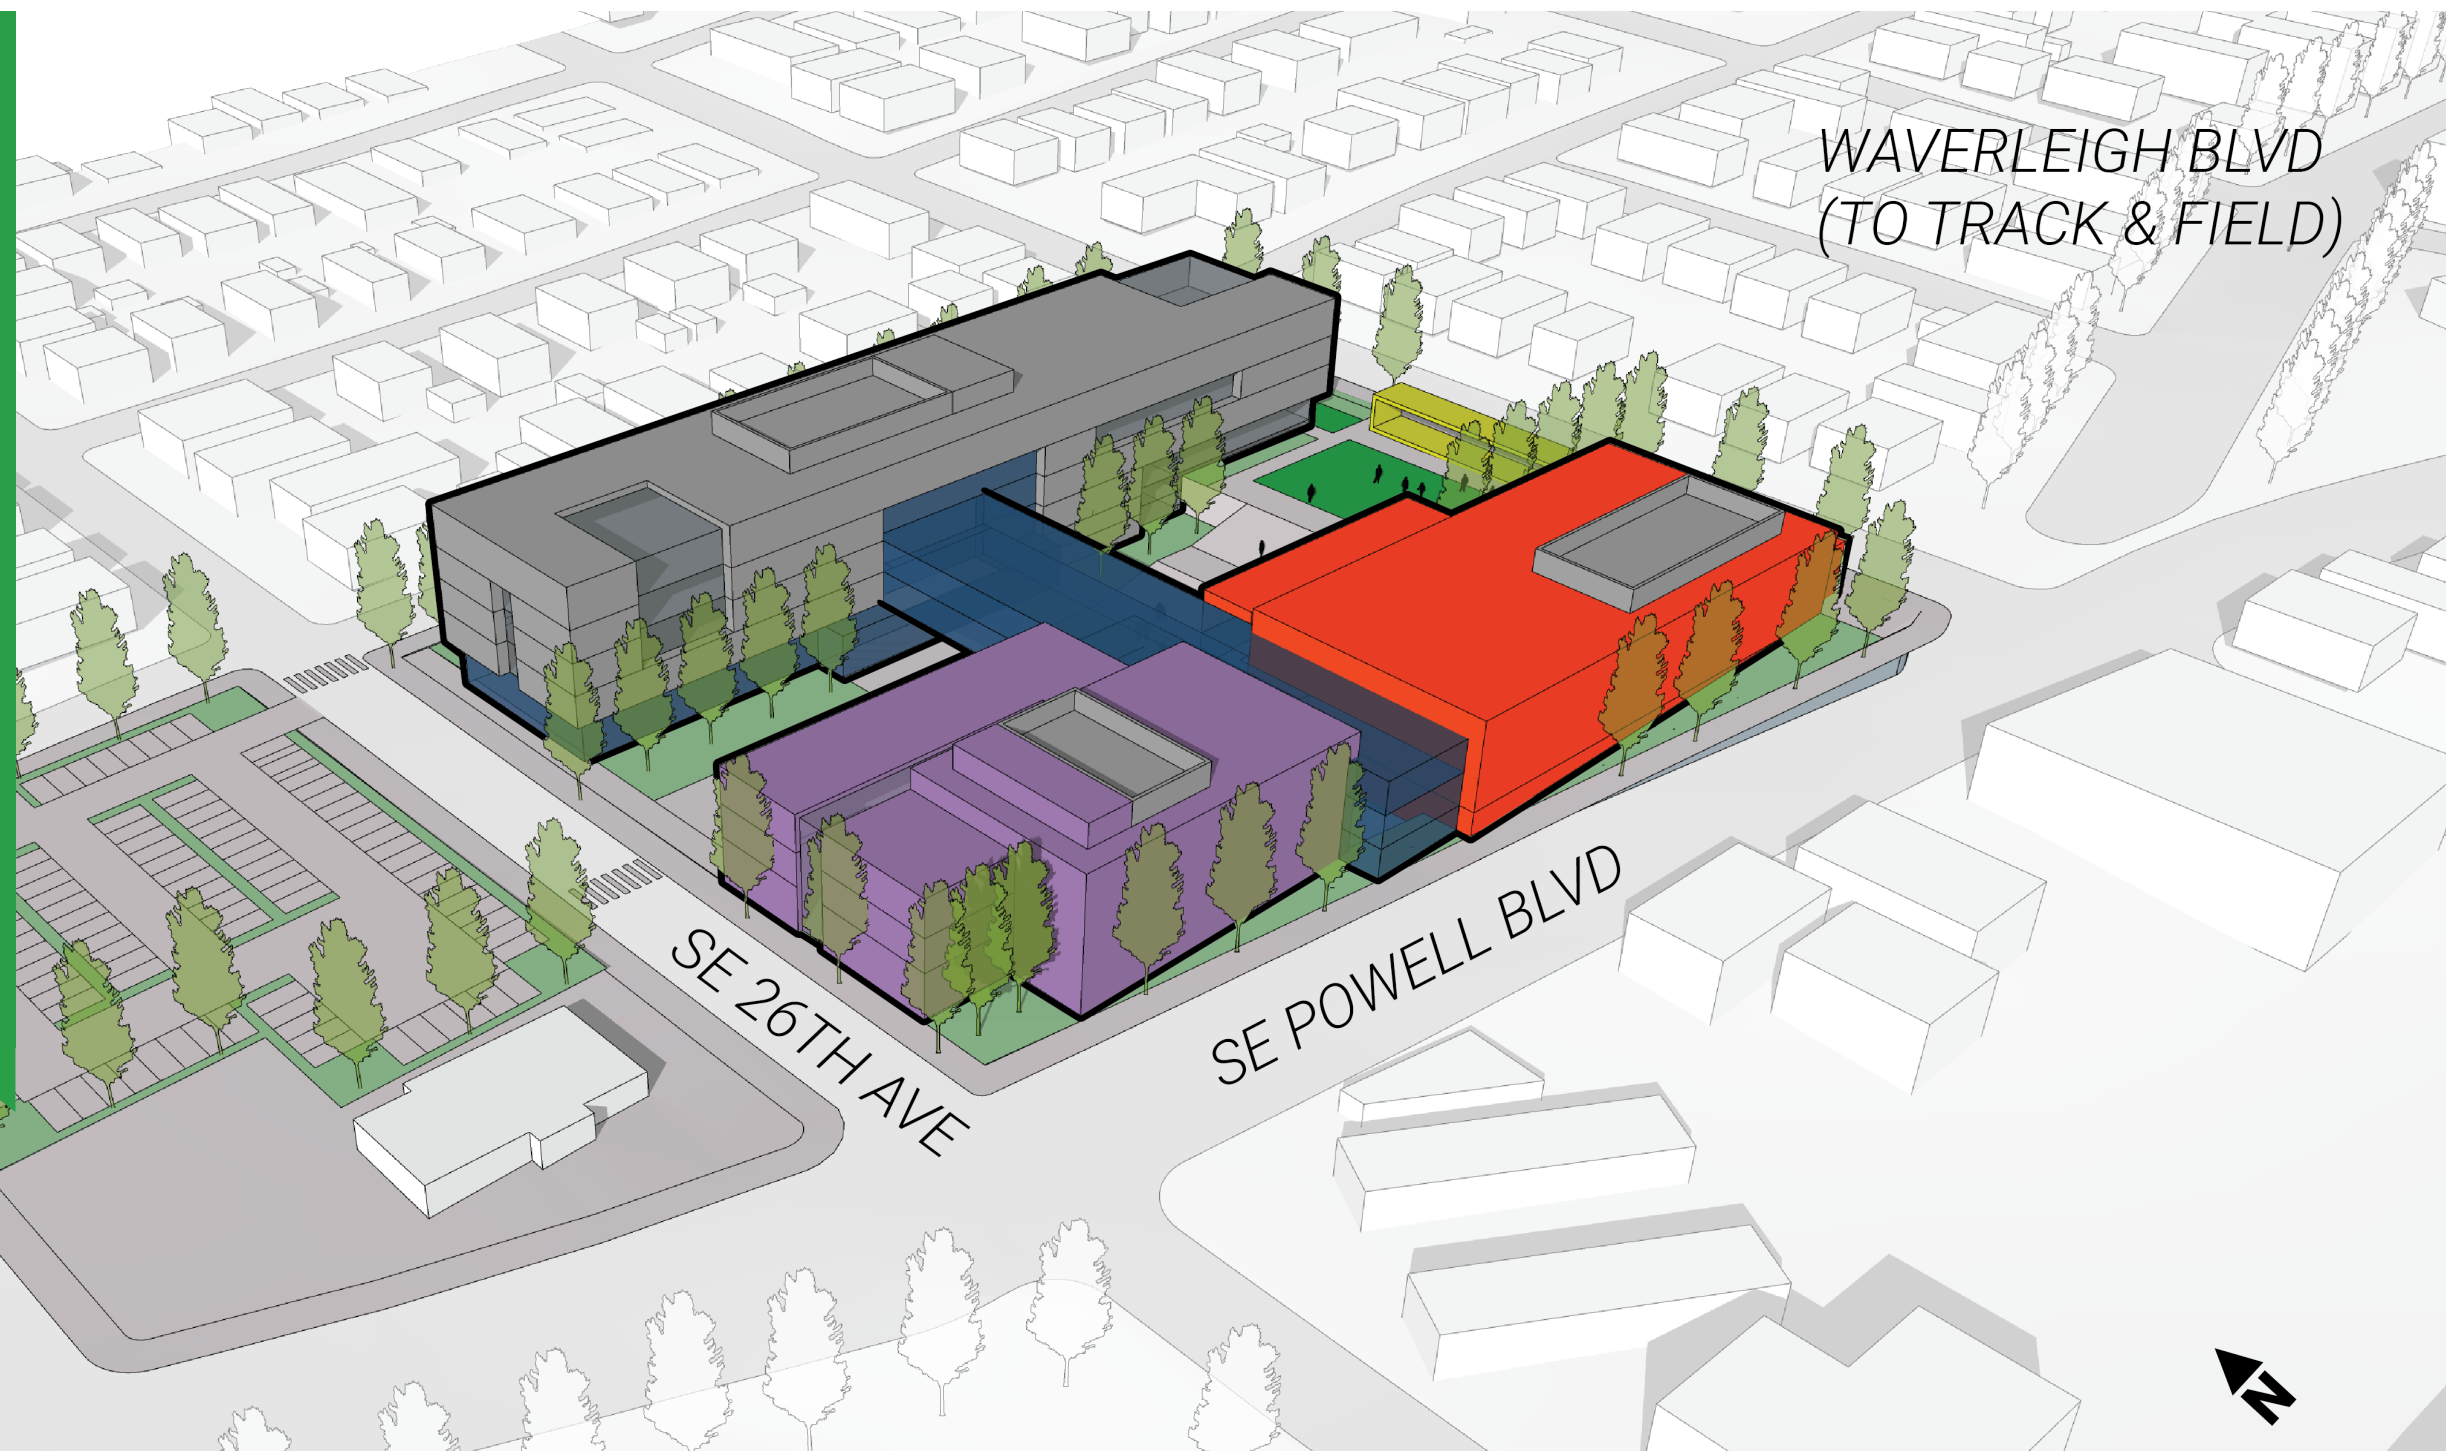 WAVERLEIGH BLVD
(TO TRACK & FIELD)
SE 26TH AVE
SE POWELL BLVD
N